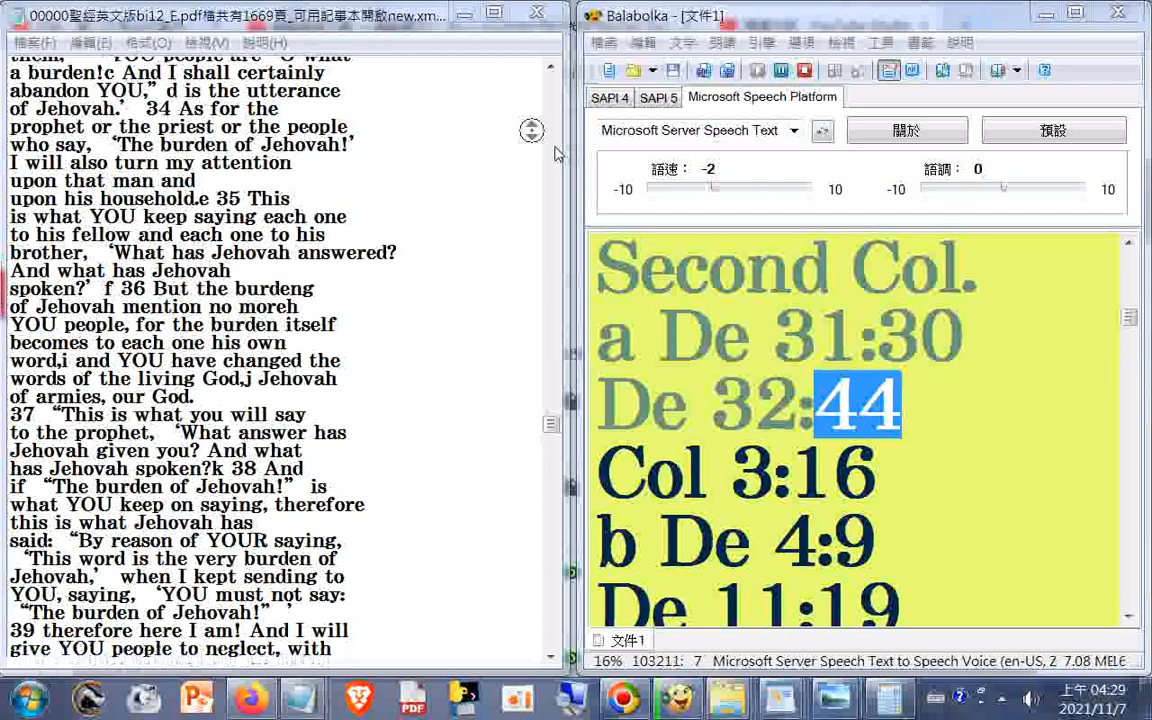 00000聖經英文版bi12_E.pdf檔共有1669頁_可用記事本開啟new.xm...
檔案(F) 編輯(E) 格式(O) 檢視(V) 說明(H)
them, “ ‘YOU people are—O what
a burden!c And I shall certainly
abandon YOU,” d is the utterance
of Jehovah.’ 34 As for the
prophet or the priest or the people
who say, ‘The burden of Jehovah!’
I will also turn my attention
upon that man and
upon his household.e 35 This
is what YOU keep saying each one
to his fellow and each one to his
brother, ‘What has Jehovah answered?
And what has Jehovah
spoken?’ f 36 But the burdeng
of Jehovah mention no moreh
YOU people, for the burden itself
becomes to each one his own
word,i and YOU have changed the
words of the living God,j Jehovah
of armies, our God.
37 “This is what you will say
to the prophet, ‘What answer has
Jehovah given you? And what
has Jehovah spoken?k 38 And
if “The burden of Jehovah!” is
what YOU keep on saying, therefore
this is what Jehovah has
said: “By reason of YOUR saying,
‘This word is the very burden of
Jehovah,’ when I kept sending to
YOU, saying, ‘YOU must not say:
“The burden of Jehovah!” ’
39 therefore here I am! And I will
give YOU people to neglect, with
Balabolka - [文件1]
檔案 編輯 文字 朗讀 引擎 選項 檢視 工具 書籤 說明
SAPI 4 SAPI 5 Microsoft Speech Platform
Microsoft Server Speech Text 關於 預設
語速： -2 語調： 0
-10 10 -10 10
Second Col.
a De 31:30
De 32:44
Col 3:16
b De 4:9
De 11:19
文件1
16% 103211: 7 Microsoft Server Speech Text to Speech Voice (en-US, Z 7.08 МЕБ
PDF
上午 04:29
2021/11/7